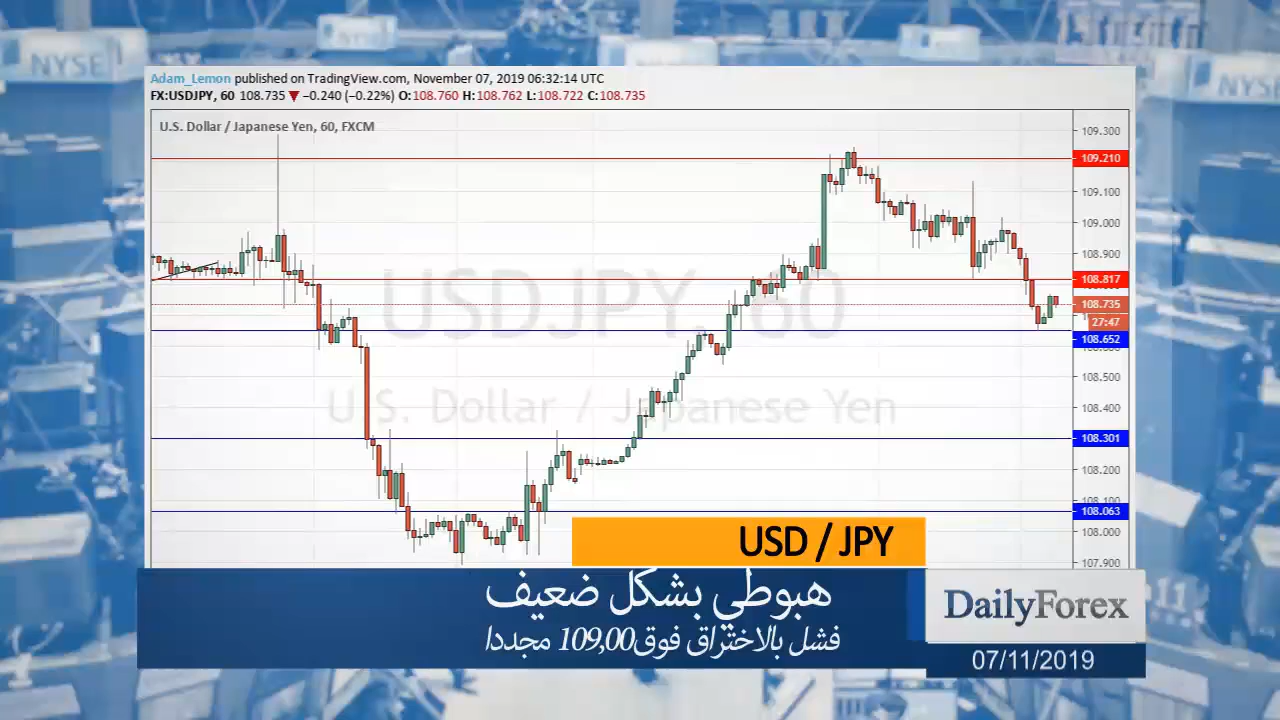 NYSE
NYSE
Adam_Lemon published on TradingView.com, November 07, 2019 06:32:14 UTC
FX:USDJPY, 60 108.735 ▼ −0.240 (−0.22%) O:108.760 H:108.762 L:108.722 C:108.735
U.S. Dollar / Japanese Yen, 60, FXCM
USDJPY, 60
U.S. Dollar / Japanese Yen
109.300
109.210
109.100
109.000
108.900
108.817
108.735
27:47
108.652
108.500
108.400
108.301
108.200
108.100
108.063
108.000
107.900
USD / JPY
هبوطي بشكل ضعيف
فشل بالاختراق فوق109,00 مجددا
DailyForex
07/11/2019